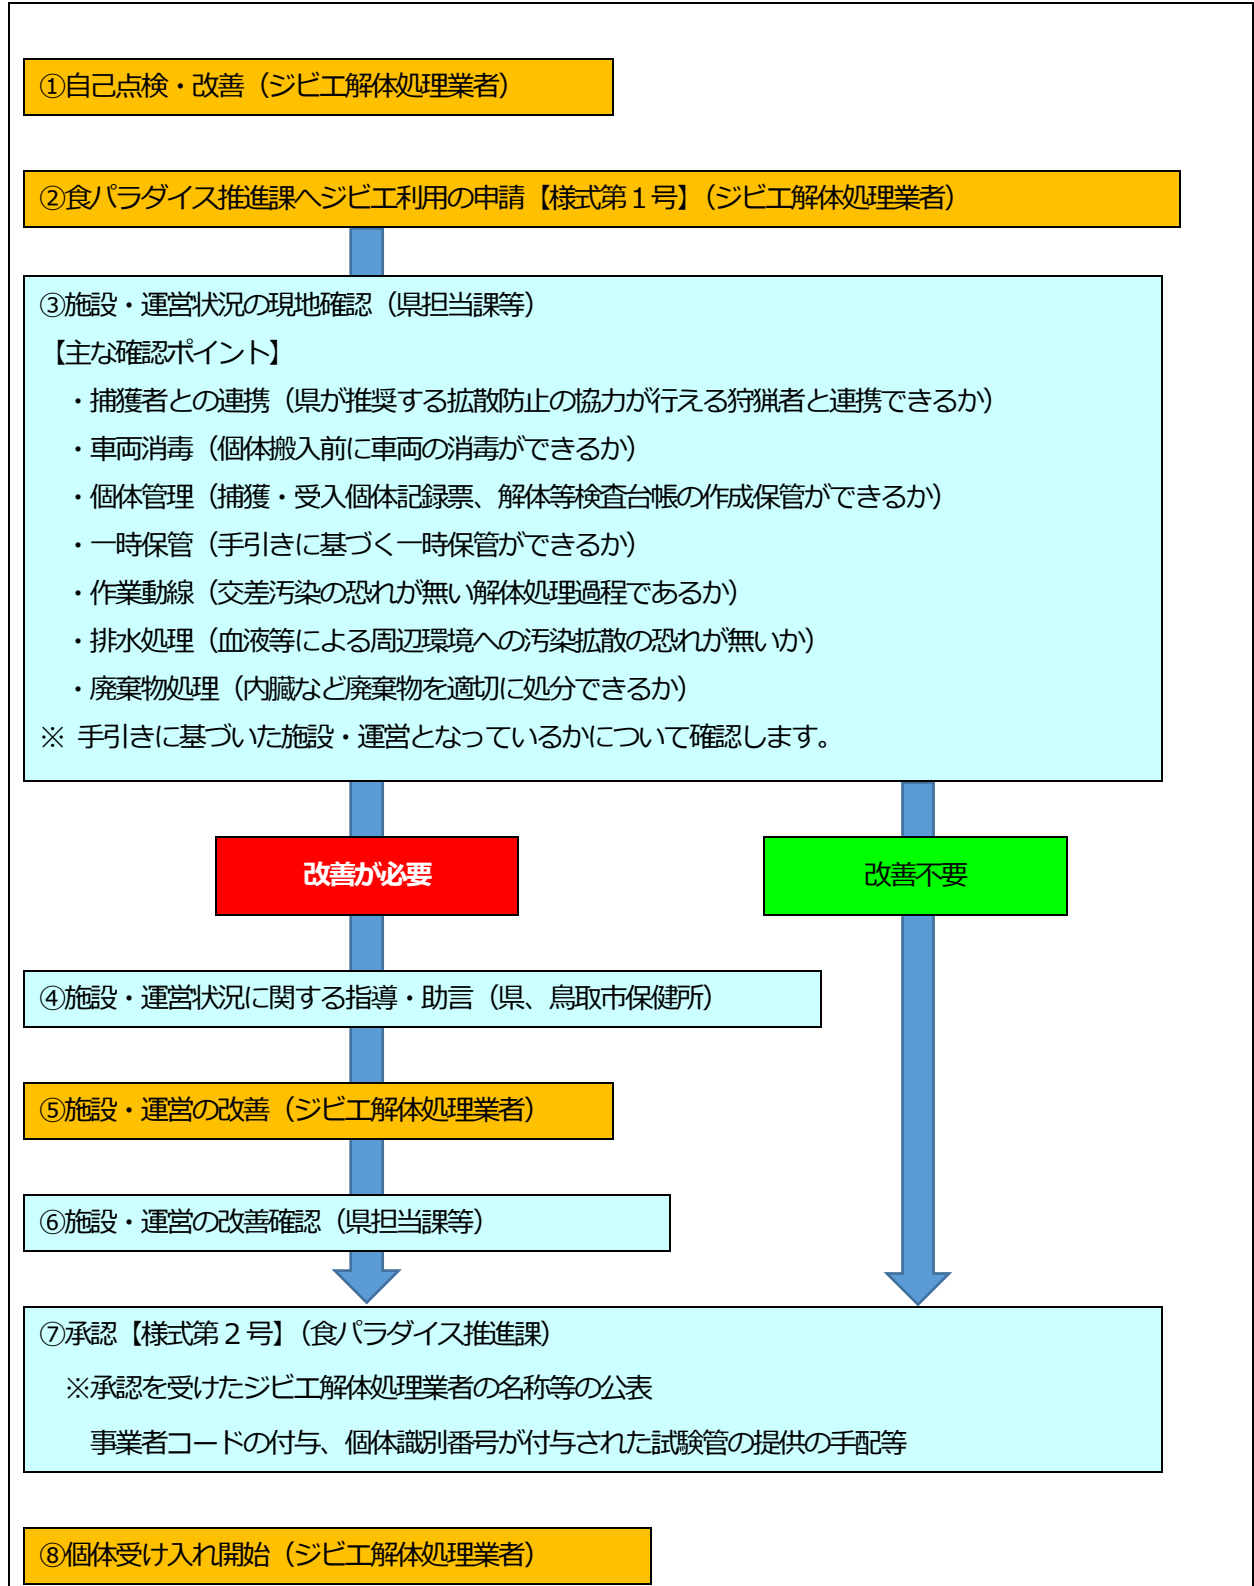 ①自己点検・改善（ジビエ解体処理業者）
②食パラダイス推進課へジビエ利用の申請【様式第１号】（ジビエ解体処理業者）
③施設・運営状況の現地確認（県担当課等）
【主な確認ポイント】
・捕獲者との連携（県が推奨する拡散防止の協力が行える狩猟者と連携できるか）
・車両消毒（個体搬入前に車両の消毒ができるか）
・個体管理（捕獲・受入個体記録票、解体等検査台帳の作成保管ができるか）
・一時保管（手引きに基づく一時保管ができるか）
・作業動線（交差汚染の恐れが無い解体処理過程であるか）
・排水処理（血液等による周辺環境への汚染拡散の恐れが無いか）
・廃棄物処理（内臓など廃棄物を適切に処分できるか）
※ 手引きに基づいた施設・運営となっているかについて確認します。
改善が必要
改善不要
④施設・運営状況に関する指導・助言（県、鳥取市保健所）
⑤施設・運営の改善（ジビエ解体処理業者）
⑥施設・運営の改善確認（県担当課等）
⑦承認【様式第２号】（食パラダイス推進課）
※承認を受けたジビエ解体処理業者の名称等の公表
事業者コードの付与、個体識別番号が付与された試験管の提供の手配等
⑧個体受け入れ開始（ジビエ解体処理業者）